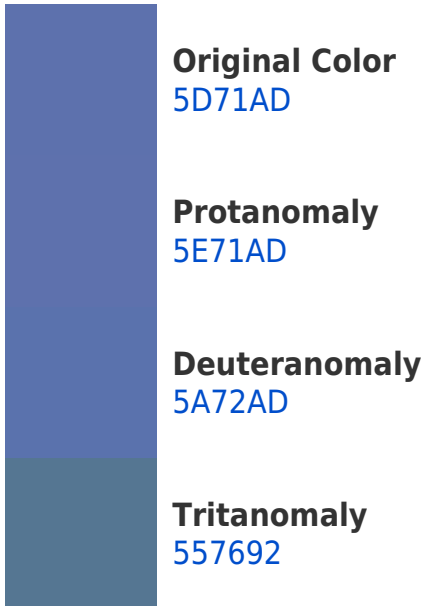 Original Color
5D71AD
Protanomaly
5E71AD
Deuteranomaly
5A72AD
Tritanomaly
557692